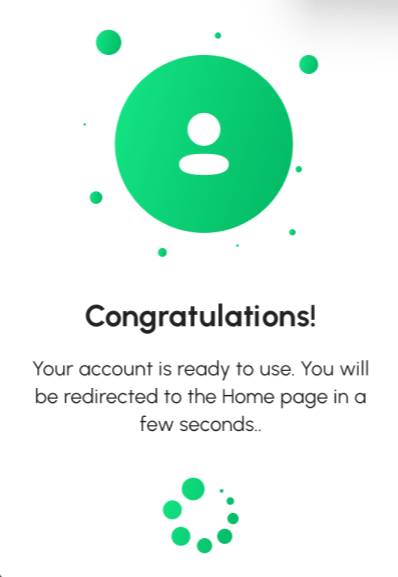 Congratulations!
Your account is ready to use. You will
be redirected to the Home page in a
few seconds..